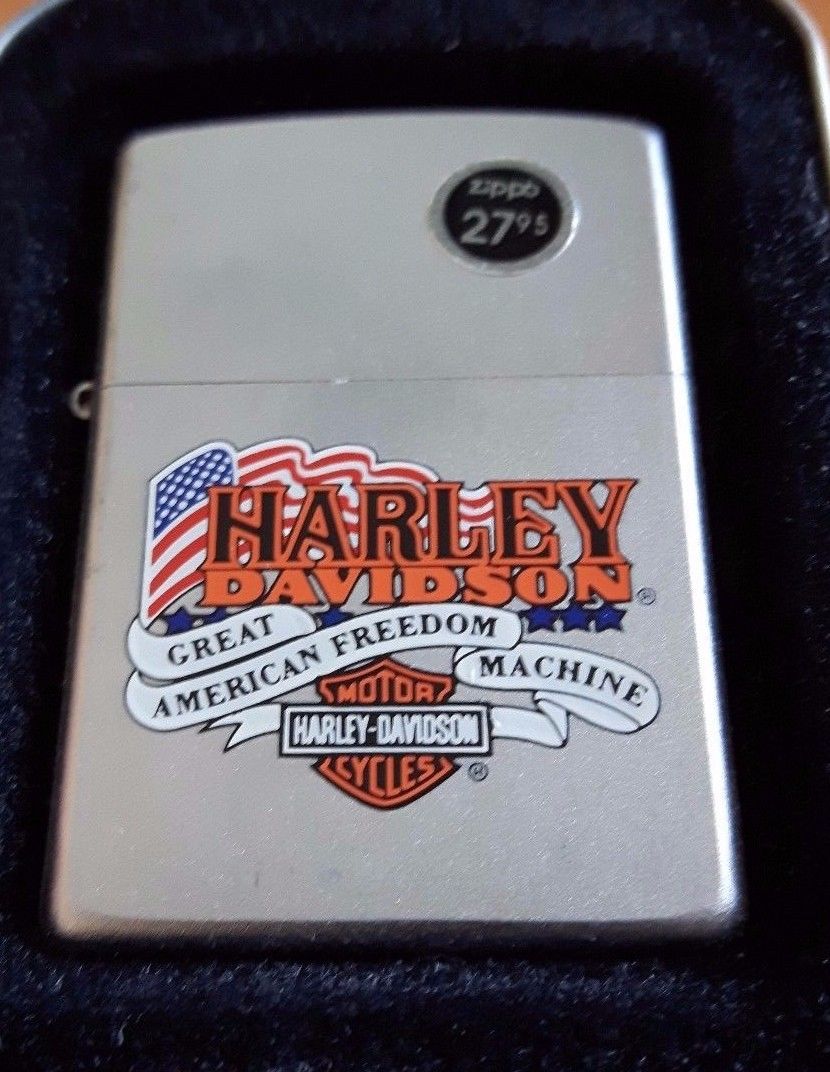 zippo
27.95
HARLEY
DAVIDSON ®
GREAT
AMERICAN FREEDOM
MACHINE
MOTOR
HARLEY-DAVIDSON
CYCLES ®